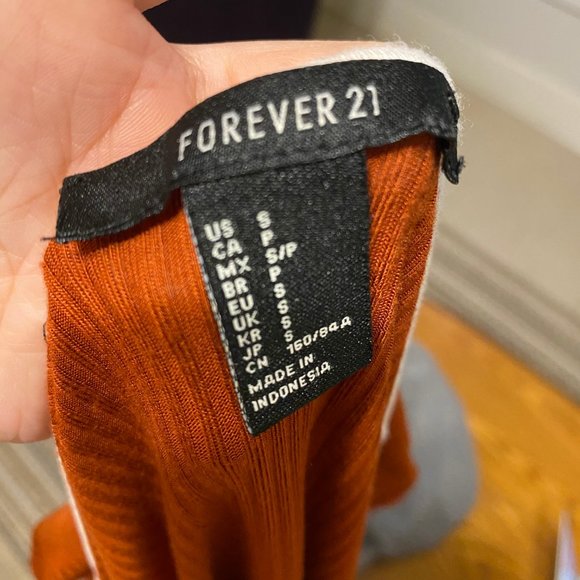 FOREVER 21
US S
CA P
MX S/P
BR P
EU S
UK S
KR S
JP S
CN 160/84A
MADE IN
INDONESIA